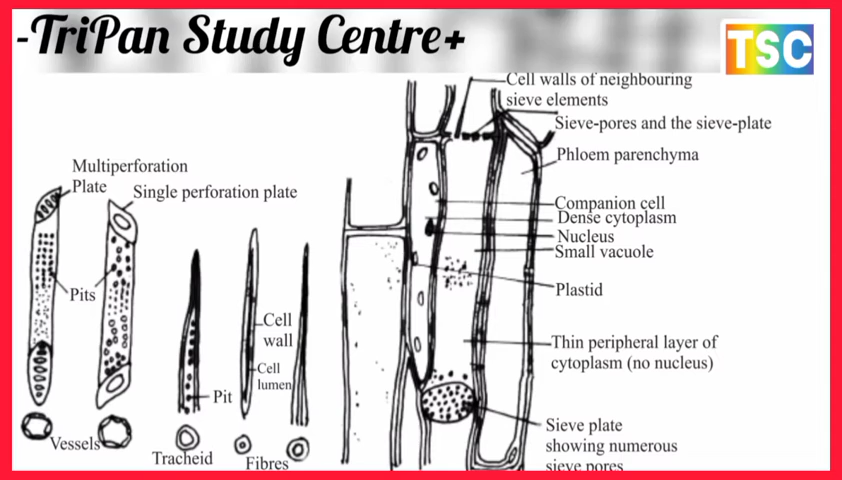 -TriPan Study Centre+
TSC
Cell walls of neighbouring
sieve elements
Sieve-pores and the sieve-plate
Phloem parenchyma
Multiperforation
Plate
Single perforation plate
Companion cell
Dense cytoplasm
Nucleus
Small vacuole
Plastid
Pits
Cell
wall
Thin peripheral layer of
cytoplasm (no nucleus)
Cell
lumen
Pit
Sieve plate
showing numerous
sieve pores
Vessels
Tracheid
Fibres